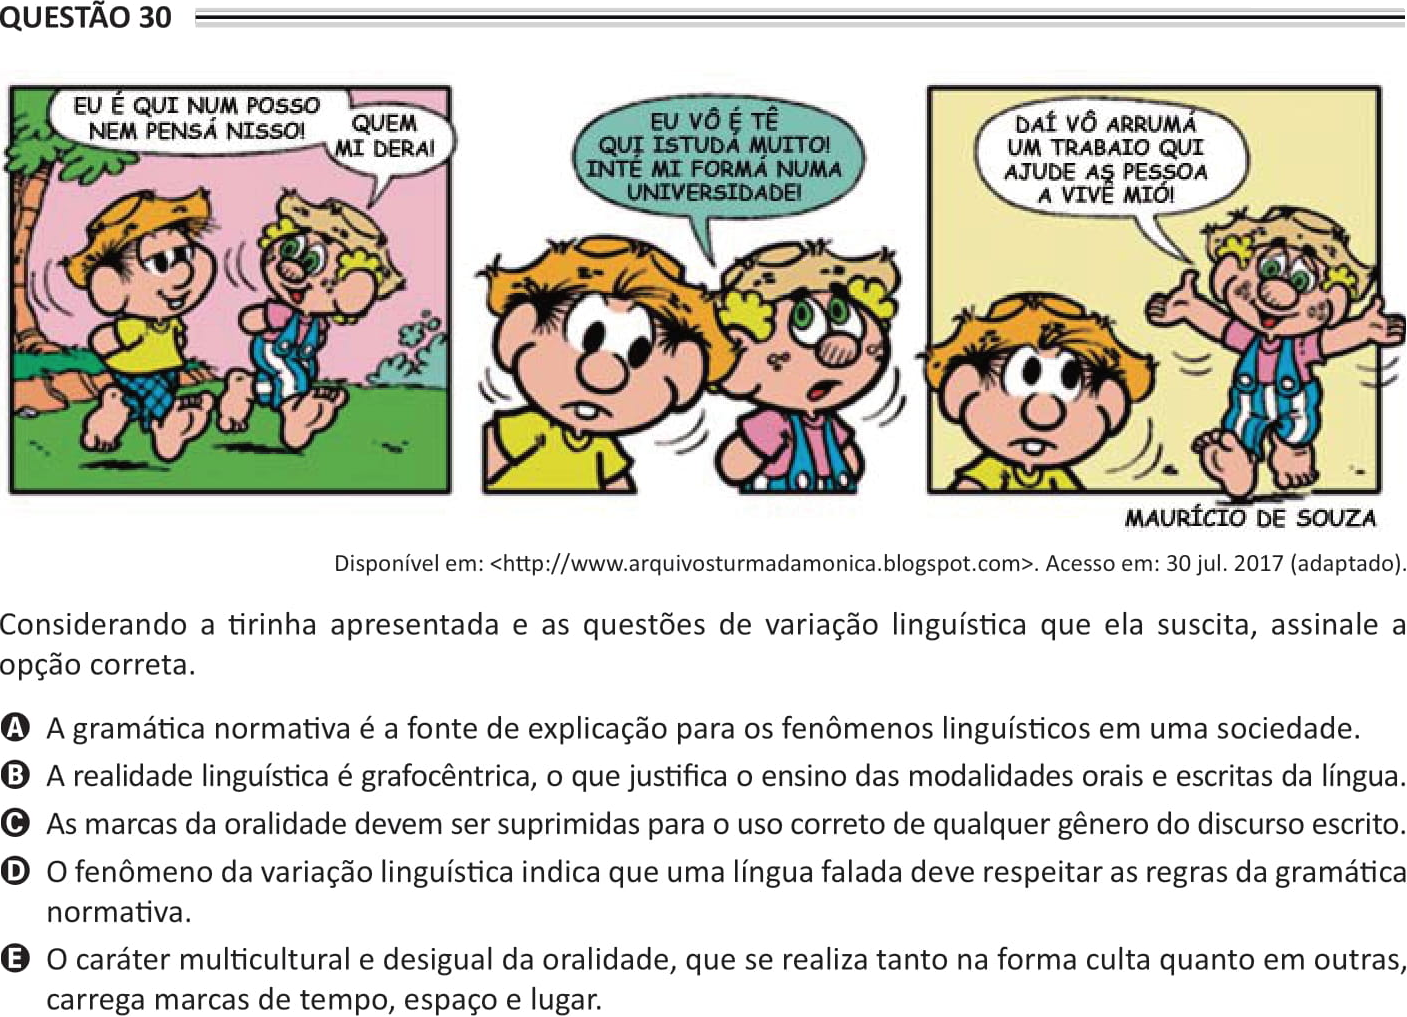 QUESTÃO 30
EU É QUI NUM POSSO
NEM PENSÁ NISSO!
QUEM
MI DERA!
EU VÔ É TÊ
QUI ISTUDÁ MUITO!
INTÉ MI FORMÁ NUMA
UNIVERSIDADE!
DAÍ VÔ ARRUMÁ
UM TRABAIO QUI
AJUDE AS PESSOA
A VIVÊ MIÓ!
MAURÍCIO DE SOUZA
Disponível em: <http://www.arquivosturmadamonica.blogspot.com>. Acesso em: 30 jul. 2017 (adaptado).
Considerando a tirinha apresentada e as questões de variação linguística que ela suscita, assinale a
opção correta.
A A gramática normativa é a fonte de explicação para os fenômenos linguísticos em uma sociedade.
B A realidade linguística é grafocêntrica, o que justifica o ensino das modalidades orais e escritas da língua.
C As marcas da oralidade devem ser suprimidas para o uso correto de qualquer gênero do discurso escrito.
D O fenômeno da variação linguística indica que uma língua falada deve respeitar as regras da gramática
normativa.
E O caráter multicultural e desigual da oralidade, que se realiza tanto na forma culta quanto em outras,
carrega marcas de tempo, espaço e lugar.